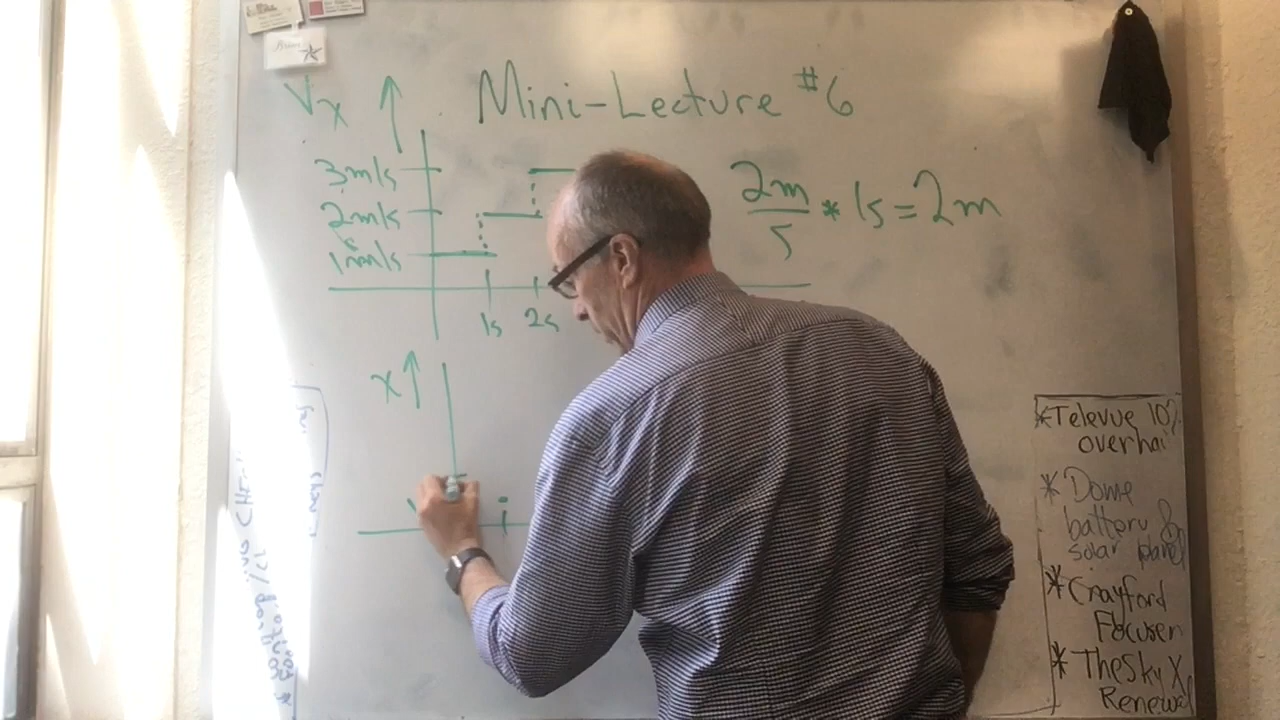 Vx Mini-Lecture #6
3m/s
2m/s
1m/s
2m/s * 1s = 2m
1s 2s
x
*Televue 10%
overhaul
* Dome
battery &
solar panel
*Crayford
Focuser
* TheSky X
Renewal